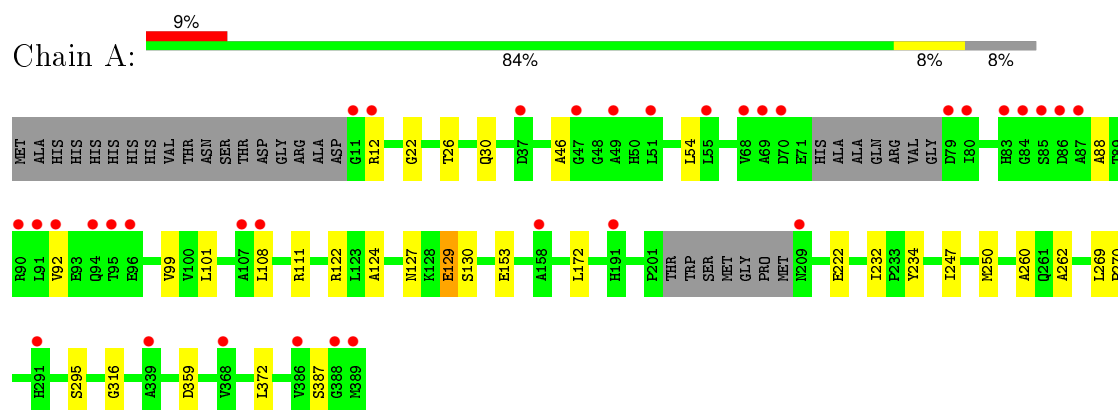 9%
Chain A:
84% 8% 8%
MET ALA HIS HIS HIS HIS HIS HIS HIS VAL THR ASN SER THR ASP GLY ARG ALA ASP G11 R12 G22 T26 Q30 D37 A46 G47 G48 A49 H50 L51 L54 L55 V68 A69 D70 E71 HIS ALA ALA GLN ARG VAL GLY D79 I80 H83 G84 S85 D86 A87 A88 T89
R90 L91 V92 E93 Q94 T95 E96 V99 V100 L101 A107 L108 R111 R122 L123 A124 N127 K128 E129 S130 E153 A158 L172 H191 P201 THR TRP SER MET GLY PRO MET N209 E222 I232 P233 Y234 I247 M250 A260 Q261 A262 L269 P270
H291 S295 G316 A339 D359 V368 L372 V386 S387 G388 M389